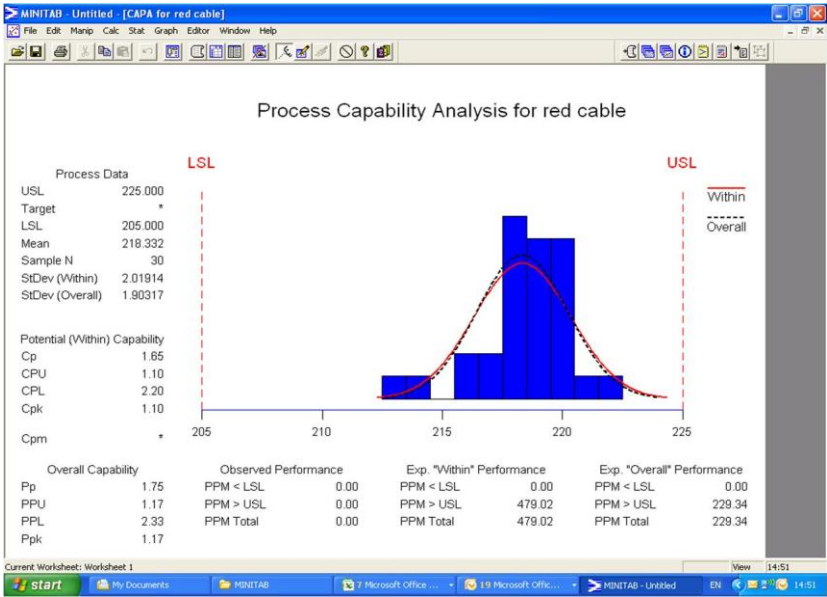 MINITAB - Untitled - [CAPA for red cable]
File Edit Manip Calc Stat Graph Editor Window Help
Process Capability Analysis for red cable
LSL
USL
Process Data
USL 225.000
Target *
LSL 205.000
Mean 218.332
Sample N 30
StDev (Within) 2.01914
StDev (Overall) 1.90317
Within
Overall
Potential (Within) Capability
Cp 1.65
CPU 1.10
CPL 2.20
Cpk 1.10
Cpm *
205 210 215 220 225
Overall Capability
Pp 1.75
PPU 1.17
PPL 2.33
Ppk 1.17
Observed Performance
PPM < LSL 0.00
PPM > USL 0.00
PPM Total 0.00
Exp. "Within" Performance
PPM < LSL 0.00
PPM > USL 479.02
PPM Total 479.02
Exp. "Overall" Performance
PPM < LSL 0.00
PPM > USL 229.34
PPM Total 229.34
Current Worksheet: Worksheet 1
View 14:51
start My Documents MINITAB 7 Microsoft Office ... 19 Microsoft Offic... MINITAB - Untitled EN 14:51